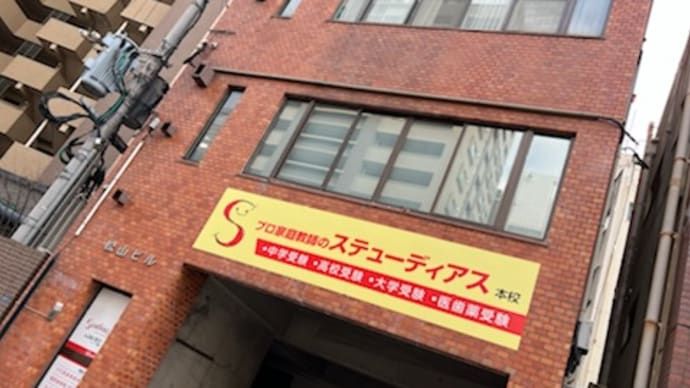 プロ家庭教師のステューディアス 本校
・中学受験 ・高校受験 ・大学受験 ・医歯薬受験
松山ビル